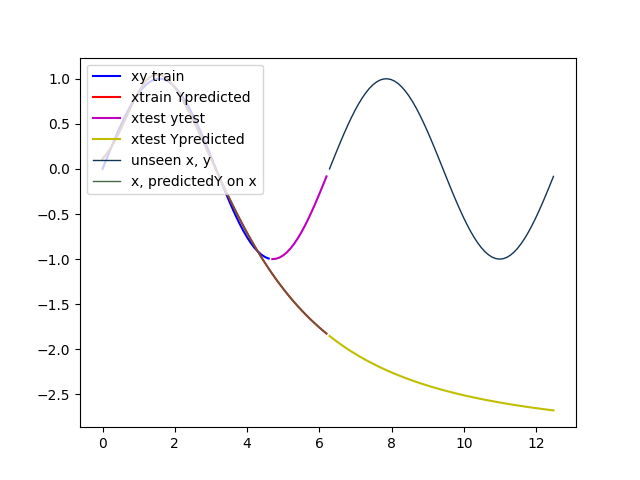 1.0
0.5
0.0
−0.5
−1.0
−1.5
−2.0
−2.5
xy train
xtrain Ypredicted
xtest ytest
xtest Ypredicted
unseen x, y
x, predictedY on x
0 2 4 6 8 10 12